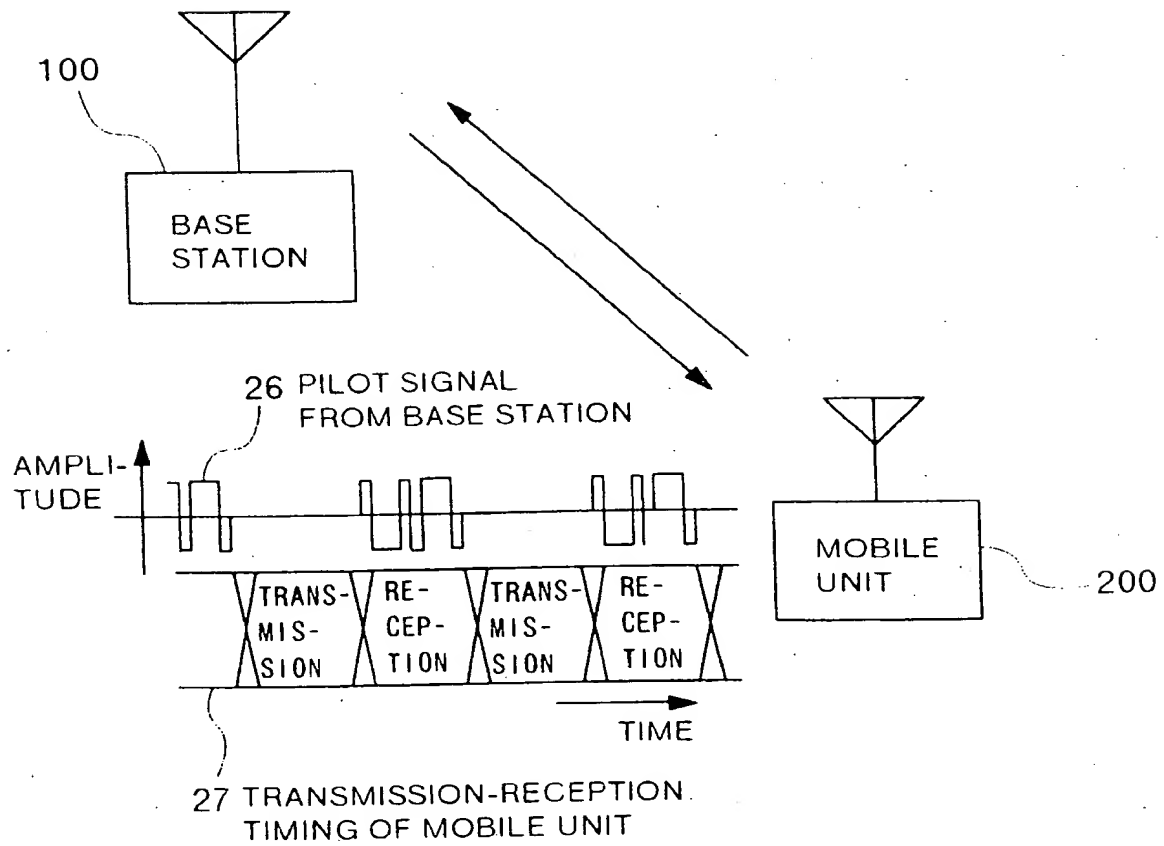 100
BASE
STATION
26 PILOT SIGNAL
FROM BASE STATION
AMPLI-
TUDE
MOBILE
UNIT
200
TRANS-
MIS-
SION
RE-
CEP-
TION
TRANS-
MIS-
SION
RE-
CEP-
TION
TIME
27 TRANSMISSION-RECEPTION
TIMING OF MOBILE UNIT